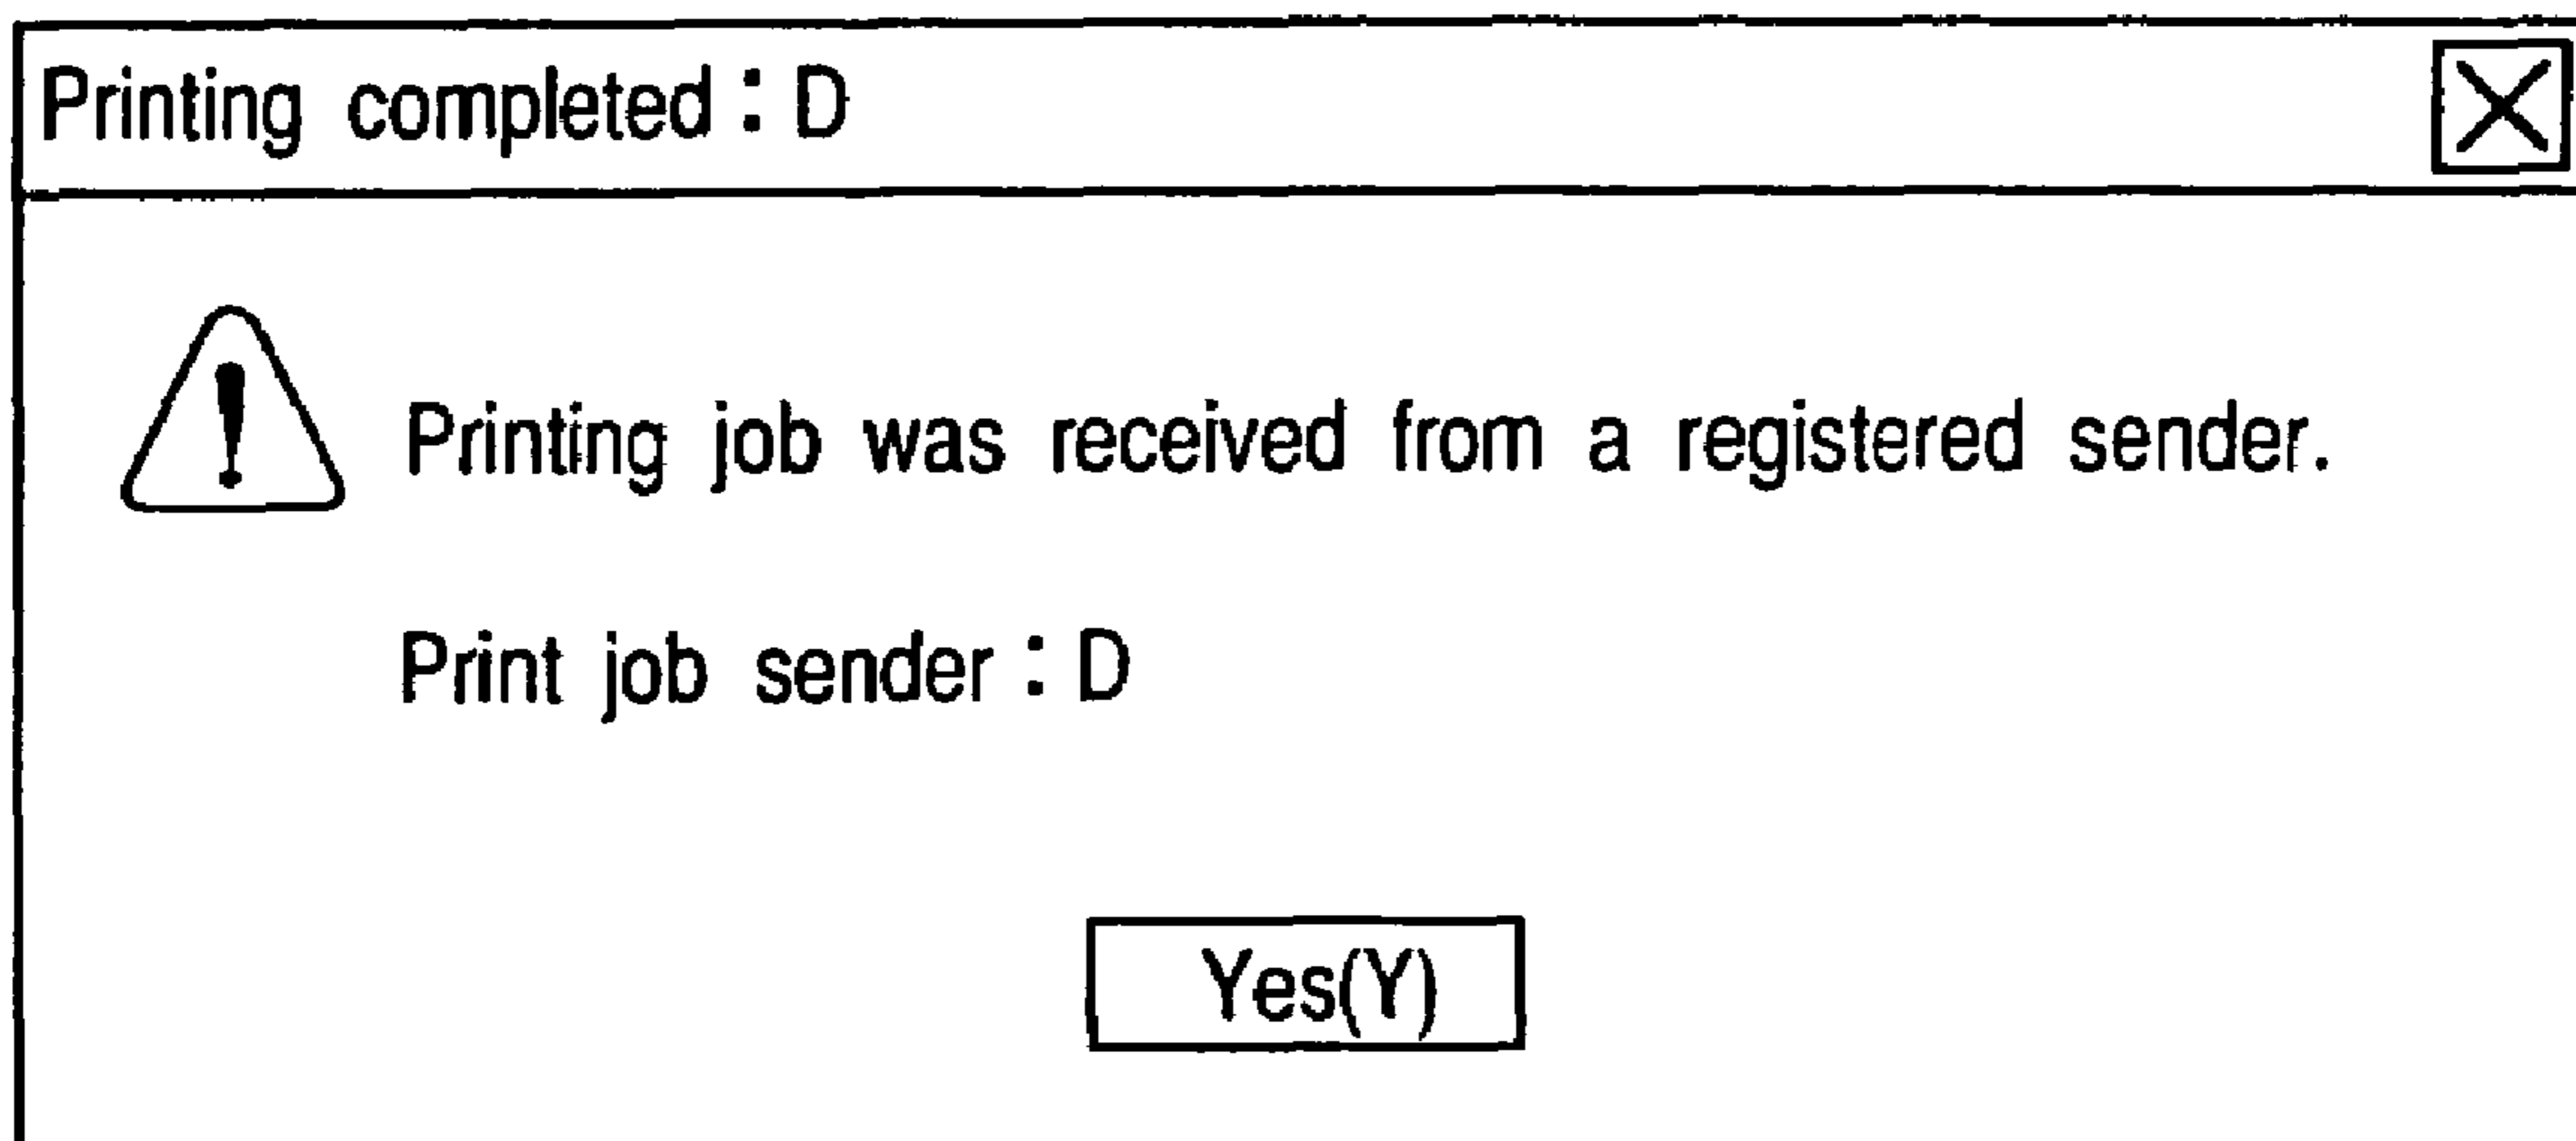 Printing completed : D
Printing job was received from a registered sender.
Print job sender : D
Yes(Y)